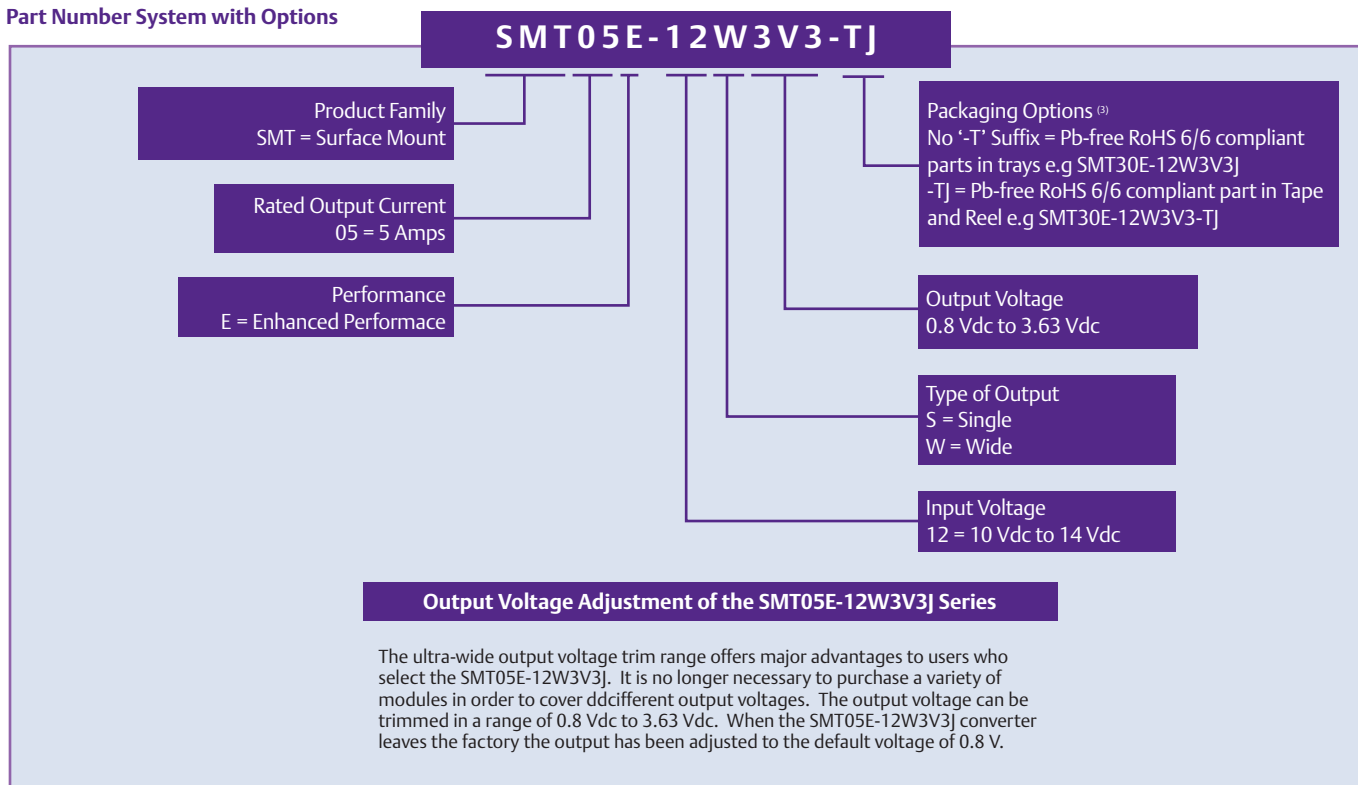 Part Number System with Options
SMT05E-12W3V3-TJ
Product Family
SMT = Surface Mount
Rated Output Current
05 = 5 Amps
Performance
E = Enhanced Performace
Packaging Options (3)
No ‘-T’ Suffix = Pb-free RoHS 6/6 compliant
parts in trays e.g SMT30E-12W3V3J
-TJ = Pb-free RoHS 6/6 compliant part in Tape
and Reel e.g SMT30E-12W3V3-TJ
Output Voltage
0.8 Vdc to 3.63 Vdc
Type of Output
S = Single
W = Wide
Input Voltage
12 = 10 Vdc to 14 Vdc
Output Voltage Adjustment of the SMT05E-12W3V3J Series
The ultra-wide output voltage trim range offers major advantages to users who
select the SMT05E-12W3V3J. It is no longer necessary to purchase a variety of
modules in order to cover ddcifferent output voltages. The output voltage can be
trimmed in a range of 0.8 Vdc to 3.63 Vdc. When the SMT05E-12W3V3J converter
leaves the factory the output has been adjusted to the default voltage of 0.8 V.